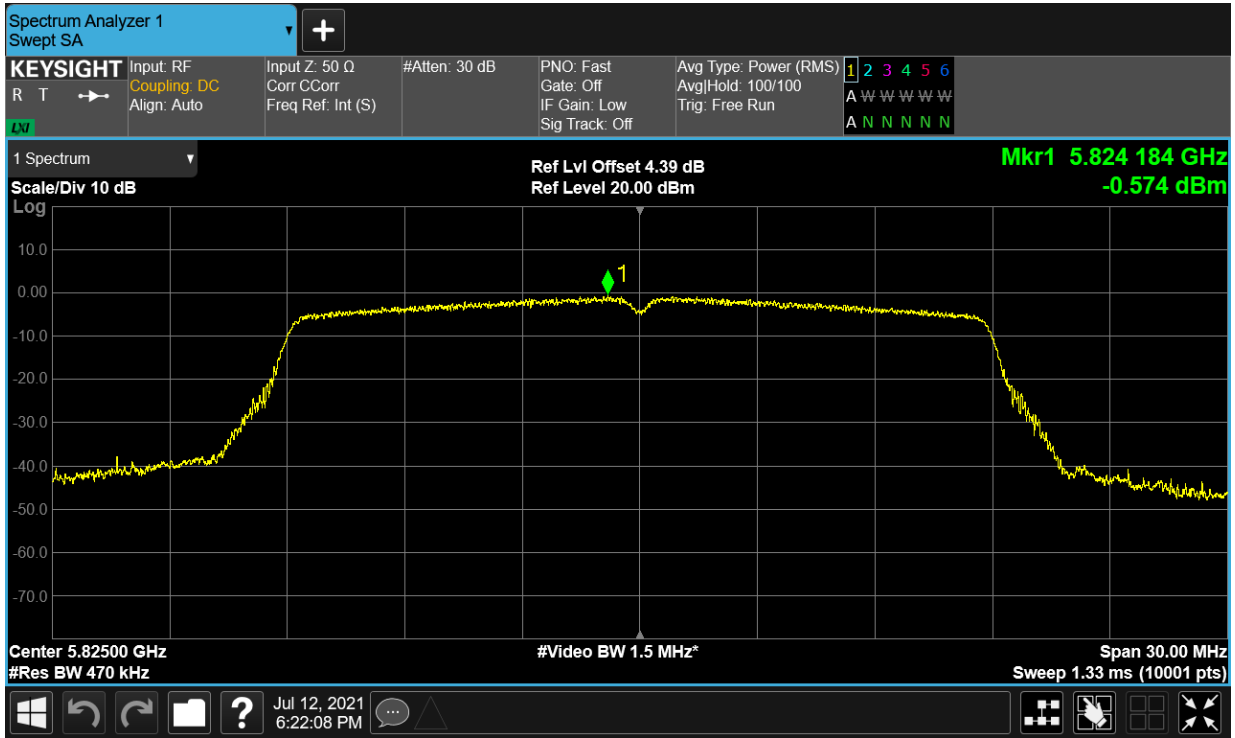 Spectrum Analyzer 1
Swept SA
KEYSIGHT
R T
LXI
Input: RF
Coupling: DC
Align: Auto
Input Z: 50 Ω
Corr CCorr
Freq Ref: Int (S)
#Atten: 30 dB
PNO: Fast
Gate: Off
IF Gain: Low
Sig Track: Off
Avg Type: Power (RMS)
Avg|Hold: 100/100
Trig: Free Run
1 2 3 4 5 6
A W W W W W
A N N N N N
1 Spectrum
Scale/Div 10 dB
Log
Ref Lvl Offset 4.39 dB
Ref Level 20.00 dBm
Mkr1 5.824 184 GHz
-0.574 dBm
10.0
0.00
1
-10.0
-20.0
-30.0
-40.0
-50.0
-60.0
-70.0
Center 5.82500 GHz
#Res BW 470 kHz
#Video BW 1.5 MHz*
Span 30.00 MHz
Sweep 1.33 ms (10001 pts)
?
Jul 12, 2021
6:22:08 PM